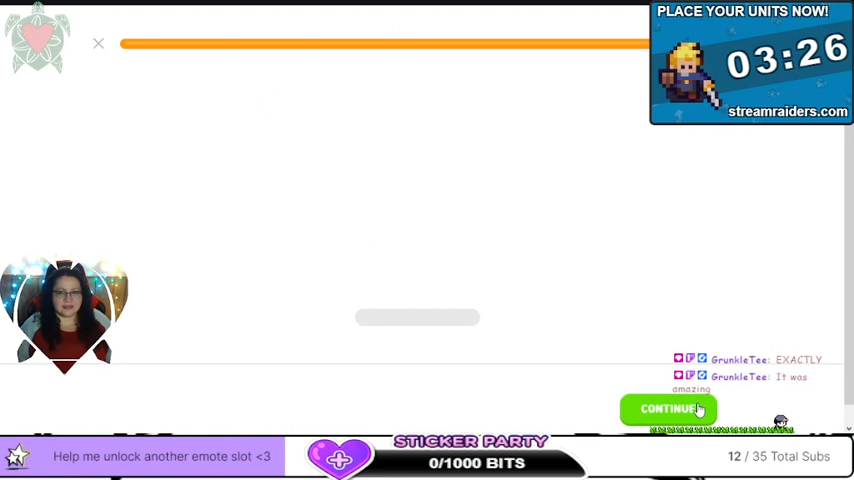 PLACE YOUR UNITS NOW!
03:26
streamraiders.com
GrunkleTee: EXACTLY
GrunkleTee: It was
amazing
CONTINUE
STICKER PARTY
Help me unlock another emote slot <3
0/1000 BITS
12 / 35 Total Subs